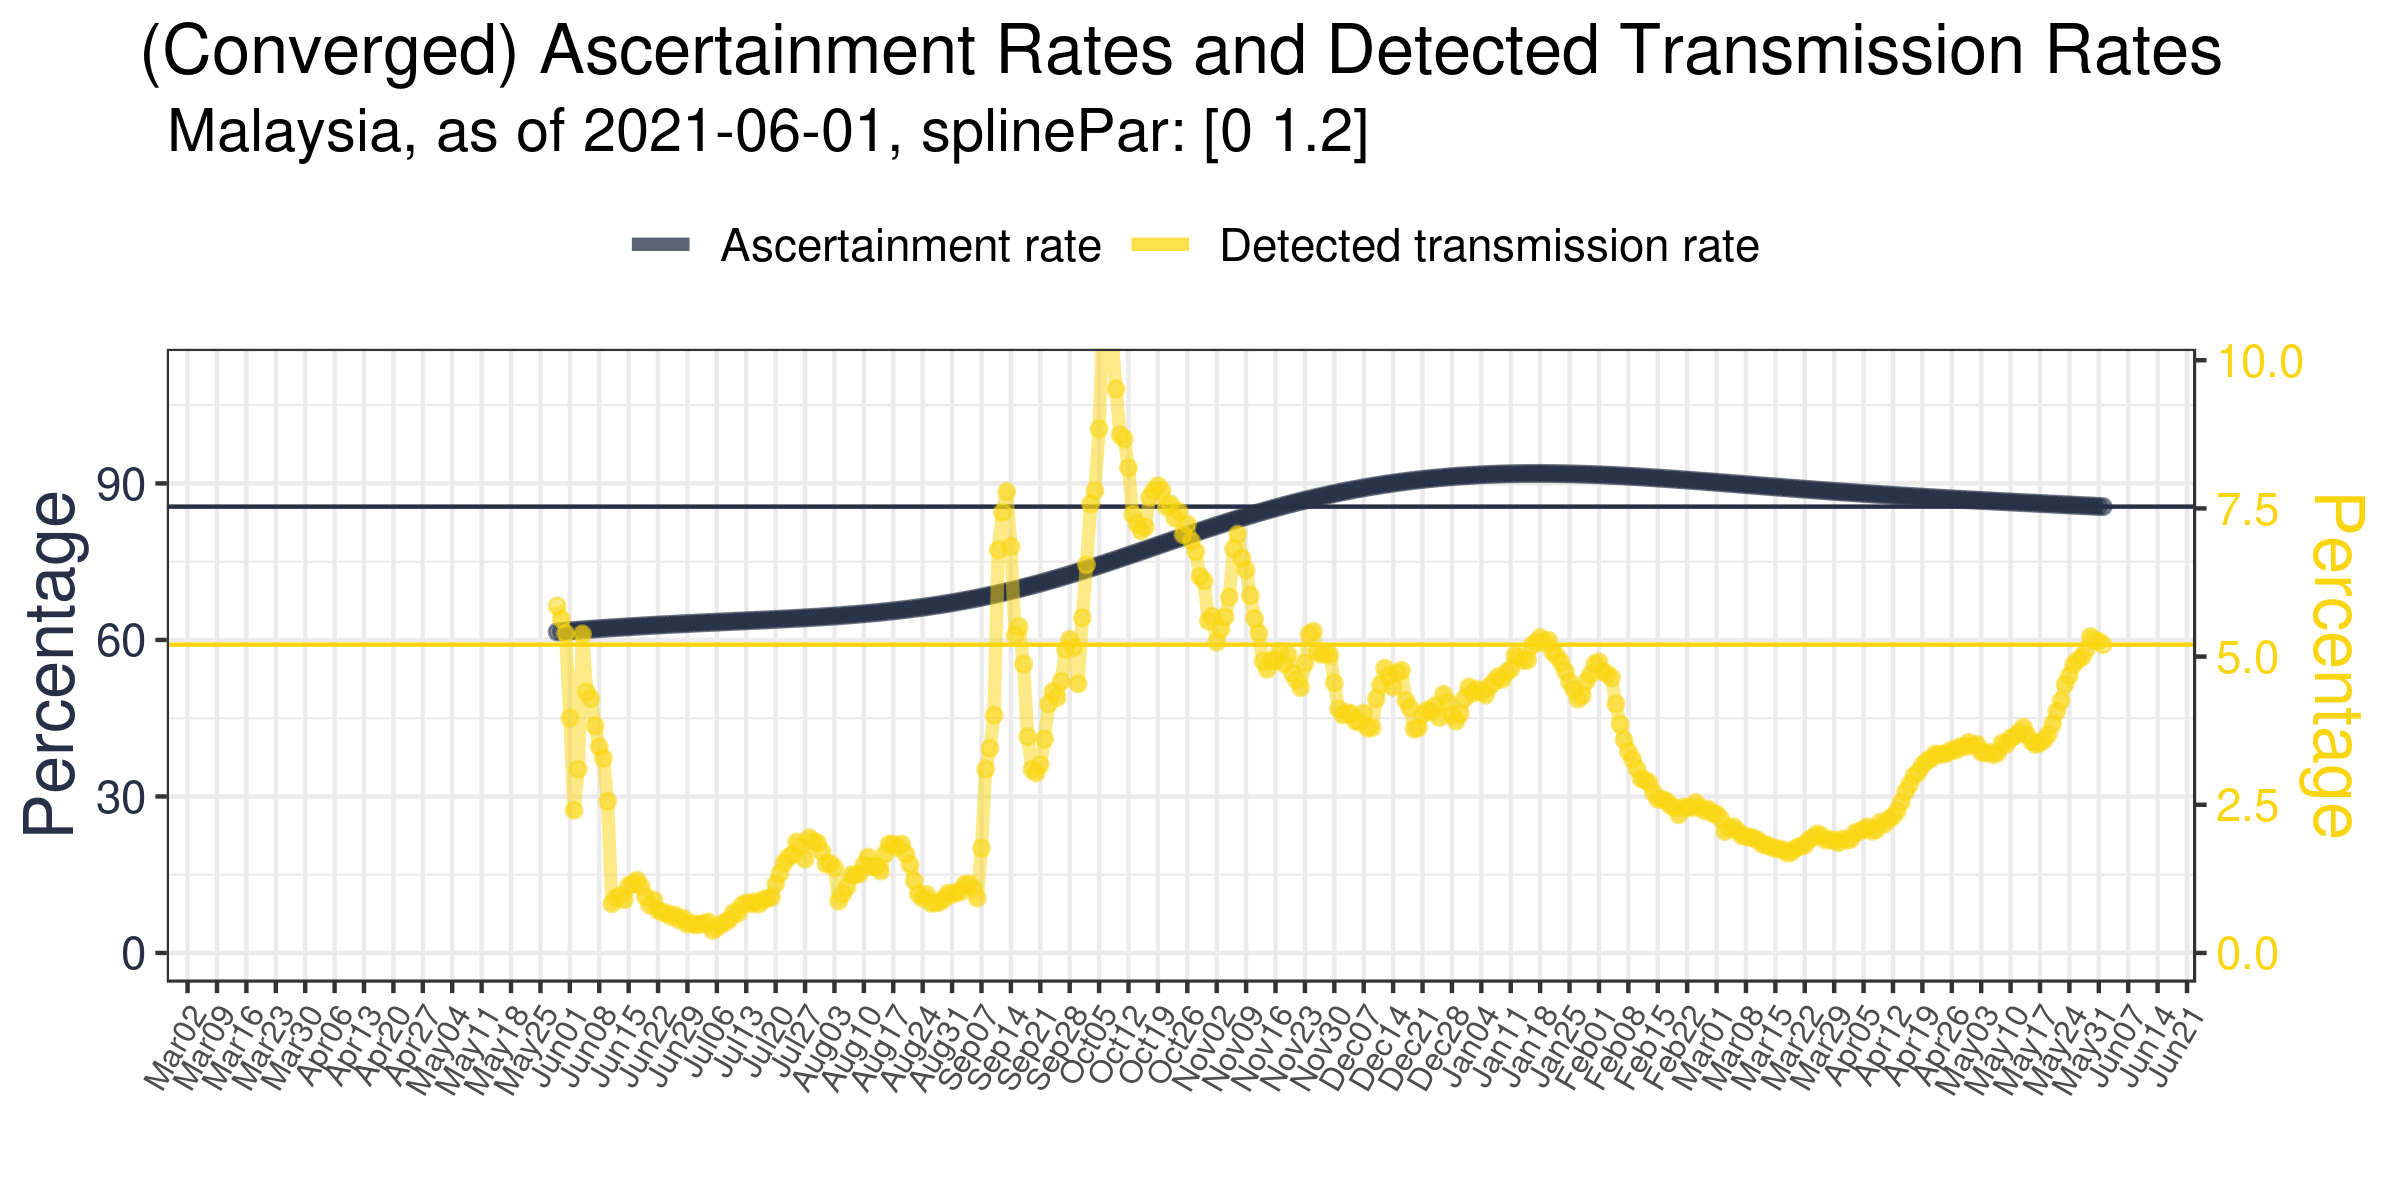 (Converged) Ascertainment Rates and Detected Transmission Rates
Malaysia, as of 2021-06-01, splinePar: [0 1.2]
Ascertainment rate
Detected transmission rate
Percentage
90
60
30
0
10.0
7.5
5.0
2.5
0.0
Percentage
Mar02
Mar09
Mar16
Mar23
Mar30
Apr06
Apr13
Apr20
Apr27
May04
May11
May18
May25
Jun01
Jun08
Jun15
Jun22
Jun29
Jul06
Jul13
Jul20
Jul27
Aug03
Aug10
Aug17
Aug24
Aug31
Sep07
Sep14
Sep21
Sep28
Oct05
Oct12
Oct19
Oct26
Nov02
Nov09
Nov16
Nov23
Nov30
Dec07
Dec14
Dec21
Dec28
Jan04
Jan11
Jan18
Jan25
Feb01
Feb08
Feb15
Feb22
Mar01
Mar08
Mar15
Mar22
Mar29
Apr05
Apr12
Apr19
Apr26
May03
May10
May17
May24
May31
Jun07
Jun14
Jun21